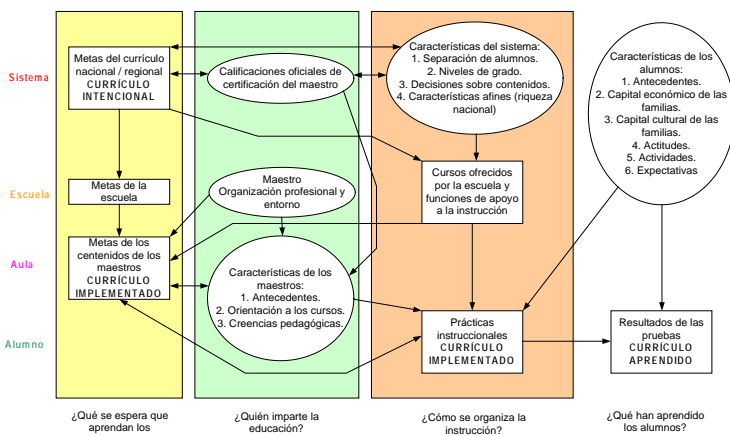 Sistema
Escuela
Aula
Alumno
Metas del currículo
nacional / regional
CURRÍCULO
INTENCIONAL
Metas de la
escuela
Metas de los
contenidos de los
maestros
CURRÍCULO
IMPLEMENTADO
¿Qué se espera que
aprendan los
Calificaciones oficiales de
certificación del maestro
Maestro
Organización profesional y
entorno
Características de los
maestros:
1. Antecedentes.
2. Orientación a los cursos.
3. Creencias pedagógicas.
¿Quién imparte la
educación?
Características del sistema:
1. Separación de alumnos.
2. Niveles de grado.
3. Decisiones sobre contenidos.
4. Características afines (riqueza
nacional)
Cursos ofrecidos
por la escuela y
funciones de apoyo
a la instrucción
Prácticas
instruccionales
CURRÍCULO
IMPLEMENTADO
¿Cómo se organiza la
instrucción?
Características de los
alumnos:
1. Antecedentes.
2. Capital económico de las
familias.
3. Capital cultural de las
familias.
4. Actitudes.
5. Actividades.
6. Expectativas
Resultados de las
pruebas
CURRÍCULO
APRENDIDO
¿Qué han aprendido
los alumnos?